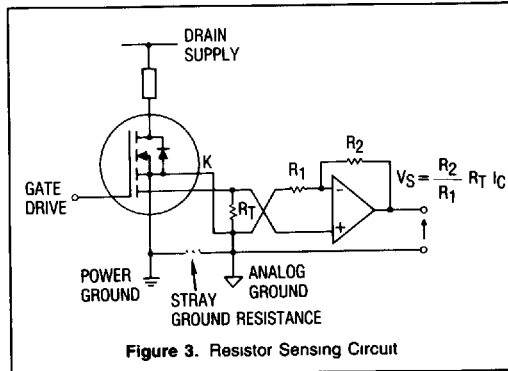 DRAIN
SUPPLY
K
R1
R2
VS = R2/R1 RT IC
GATE
DRIVE
RT
-
+
POWER
GROUND
ANALOG
GROUND
STRAY
GROUND RESISTANCE
Figure 3. Resistor Sensing Circuit